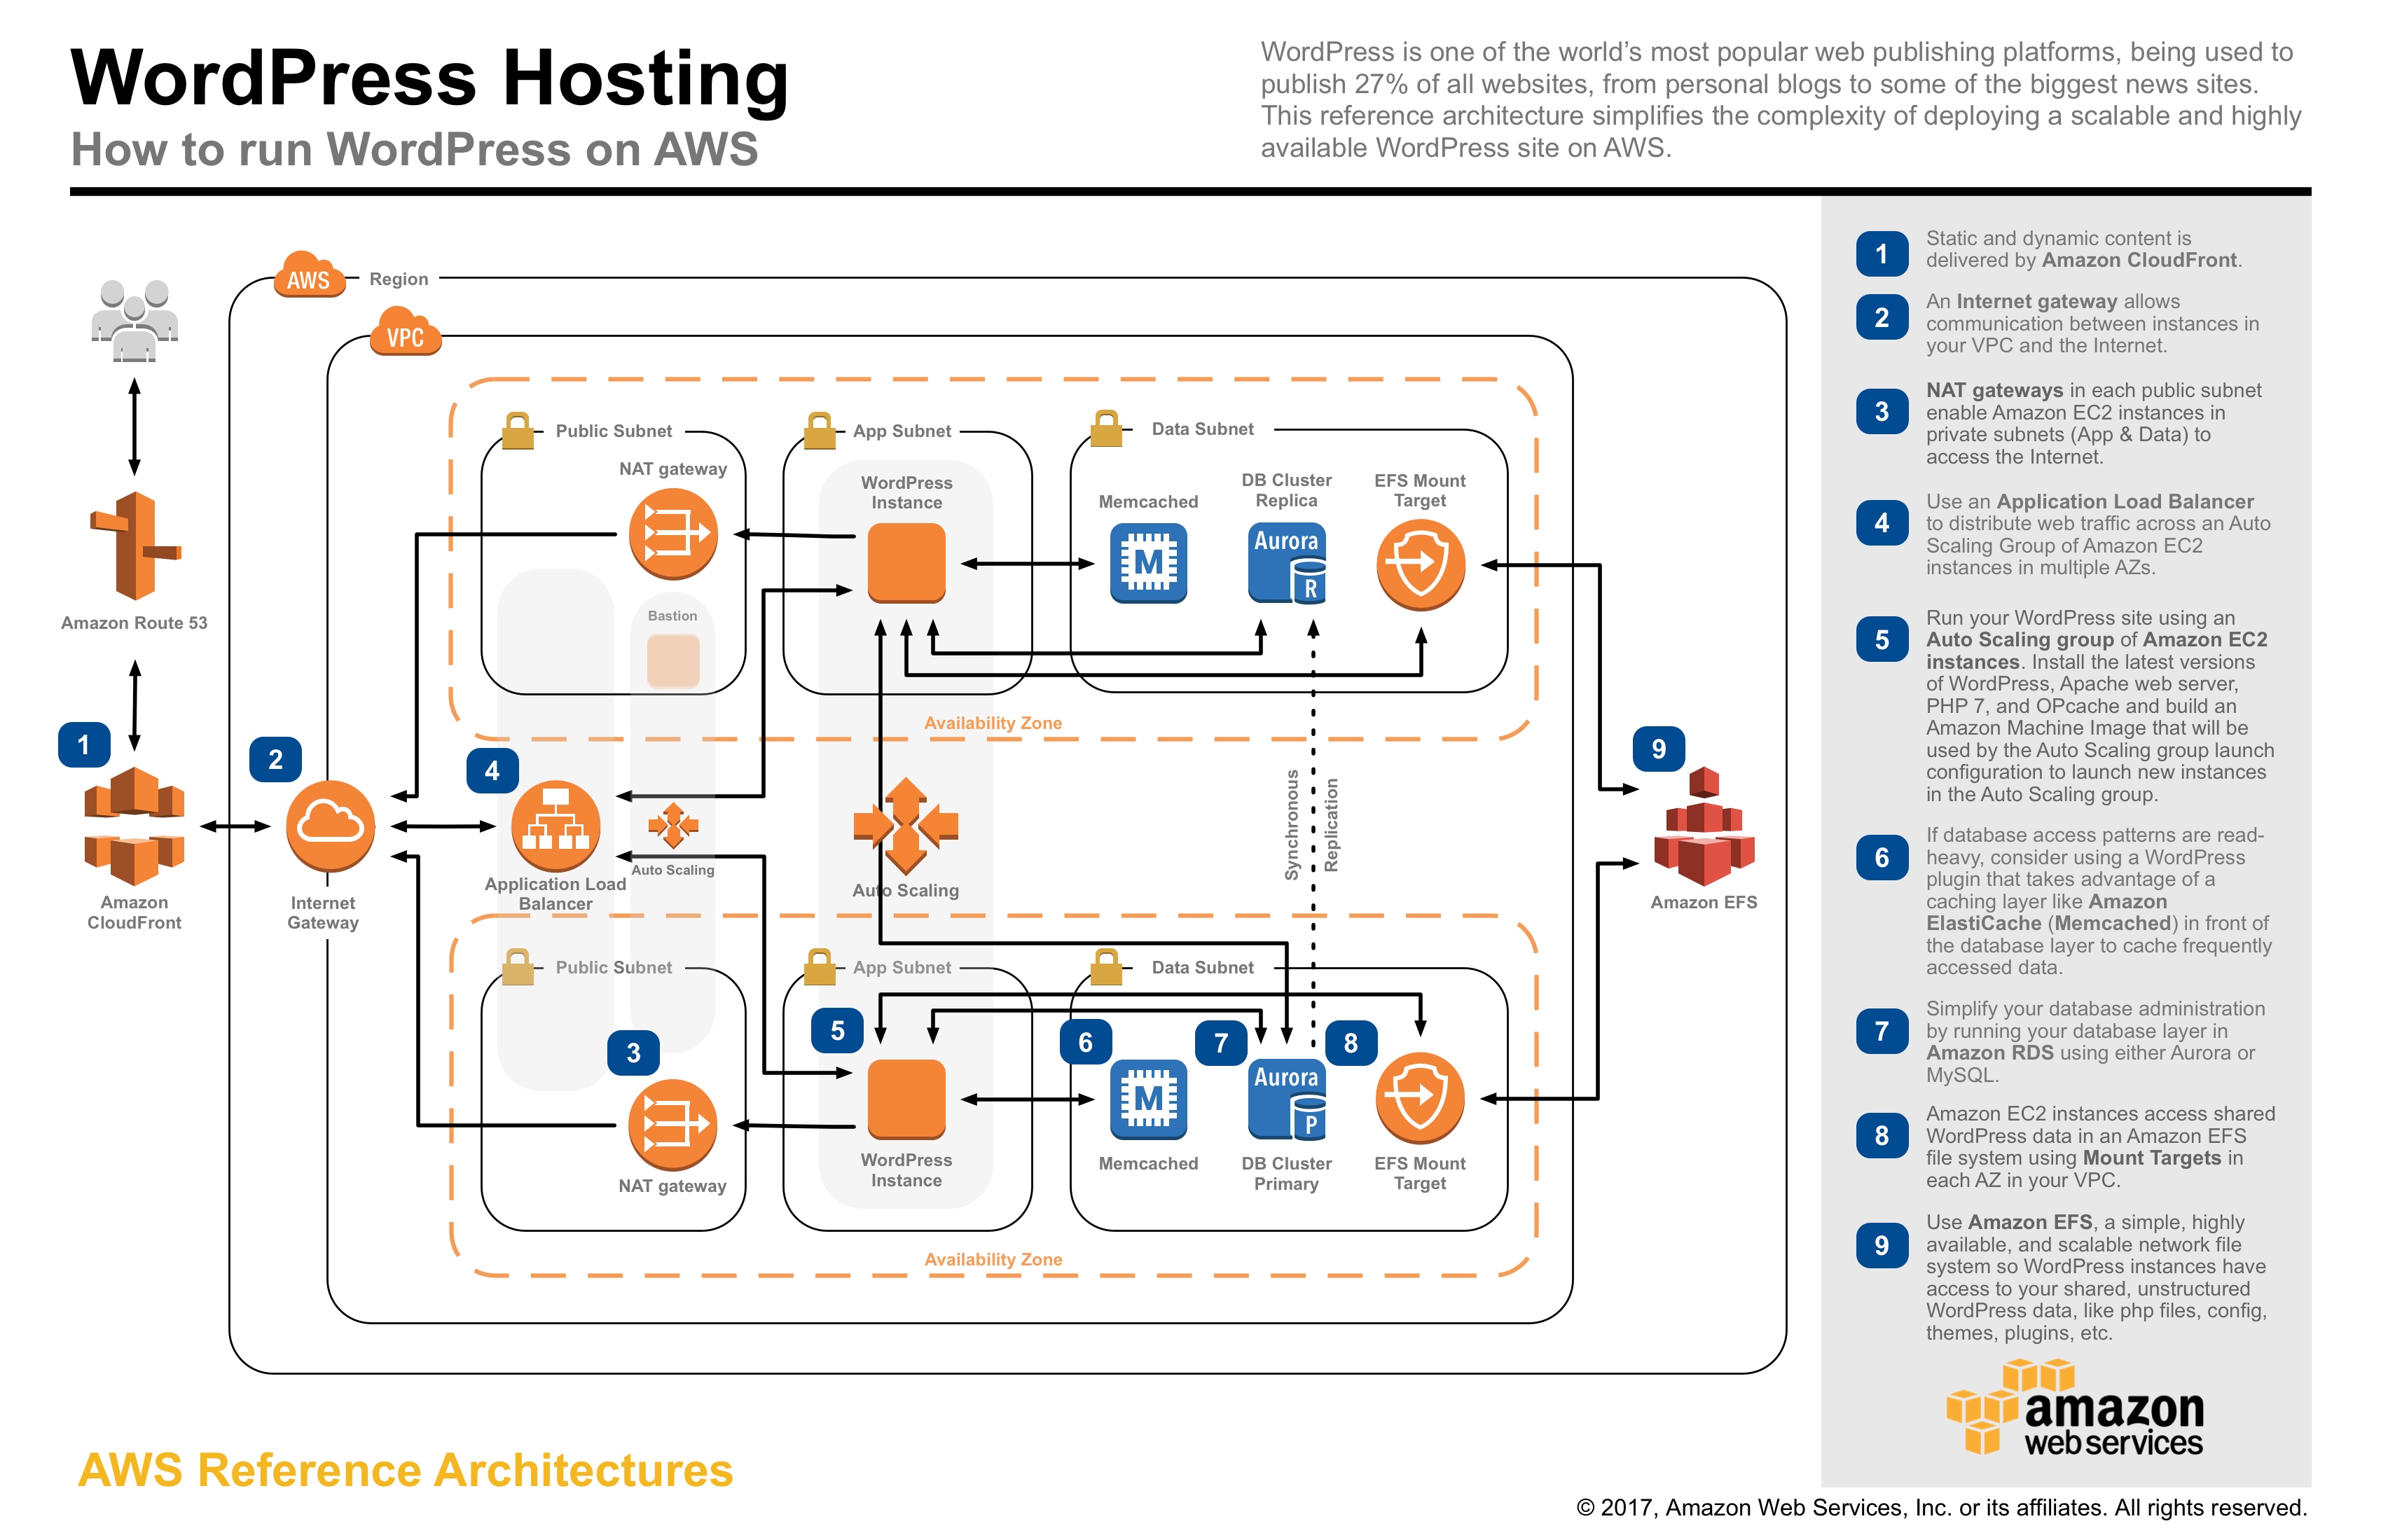 WordPress Hosting
How to run WordPress on AWS
WordPress is one of the world's most popular web publishing platforms, being used to
publish 27% of all websites, from personal blogs to some of the biggest news sites.
This reference architecture simplifies the complexity of deploying a scalable and highly
available WordPress site on AWS.
AWS
Region
VPC
Public Subnet
App Subnet
Data Subnet
NAT gateway
WordPress
Instance
Memcached
DB Cluster
Replica
EFS Mount
Target
M
Aurora
R
Bastion
Amazon Route 53
Availability Zone
1
2
4
9
Synchronous
Replication
Amazon
CloudFront
Internet
Gateway
Application Load
Balancer
Auto Scaling
Auto Scaling
Amazon EFS
Public Subnet
App Subnet
Data Subnet
3
5
6
7
8
M
Aurora
P
NAT gateway
WordPress
Instance
Memcached
DB Cluster
Primary
EFS Mount
Target
Availability Zone
1
Static and dynamic content is
delivered by Amazon CloudFront.
2
An Internet gateway allows
communication between instances in
your VPC and the Internet.
3
NAT gateways in each public subnet
enable Amazon EC2 instances in
private subnets (App & Data) to
access the Internet.
4
Use an Application Load Balancer
to distribute web traffic across an Auto
Scaling Group of Amazon EC2
instances in multiple AZs.
5
Run your WordPress site using an
Auto Scaling group of Amazon EC2
instances. Install the latest versions
of WordPress, Apache web server,
PHP 7, and OPcache and build an
Amazon Machine Image that will be
used by the Auto Scaling group launch
configuration to launch new instances
in the Auto Scaling group.
6
If database access patterns are read-
heavy, consider using a WordPress
plugin that takes advantage of a
caching layer like Amazon
ElastiCache (Memcached) in front of
the database layer to cache frequently
accessed data.
7
Simplify your database administration
by running your database layer in
Amazon RDS using either Aurora or
MySQL.
8
Amazon EC2 instances access shared
WordPress data in an Amazon EFS
file system using Mount Targets in
each AZ in your VPC.
9
Use Amazon EFS, a simple, highly
available, and scalable network file
system so WordPress instances have
access to your shared, unstructured
WordPress data, like php files, config,
themes, plugins, etc.
amazon
web services
AWS Reference Architectures
© 2017, Amazon Web Services, Inc. or its affiliates. All rights reserved.